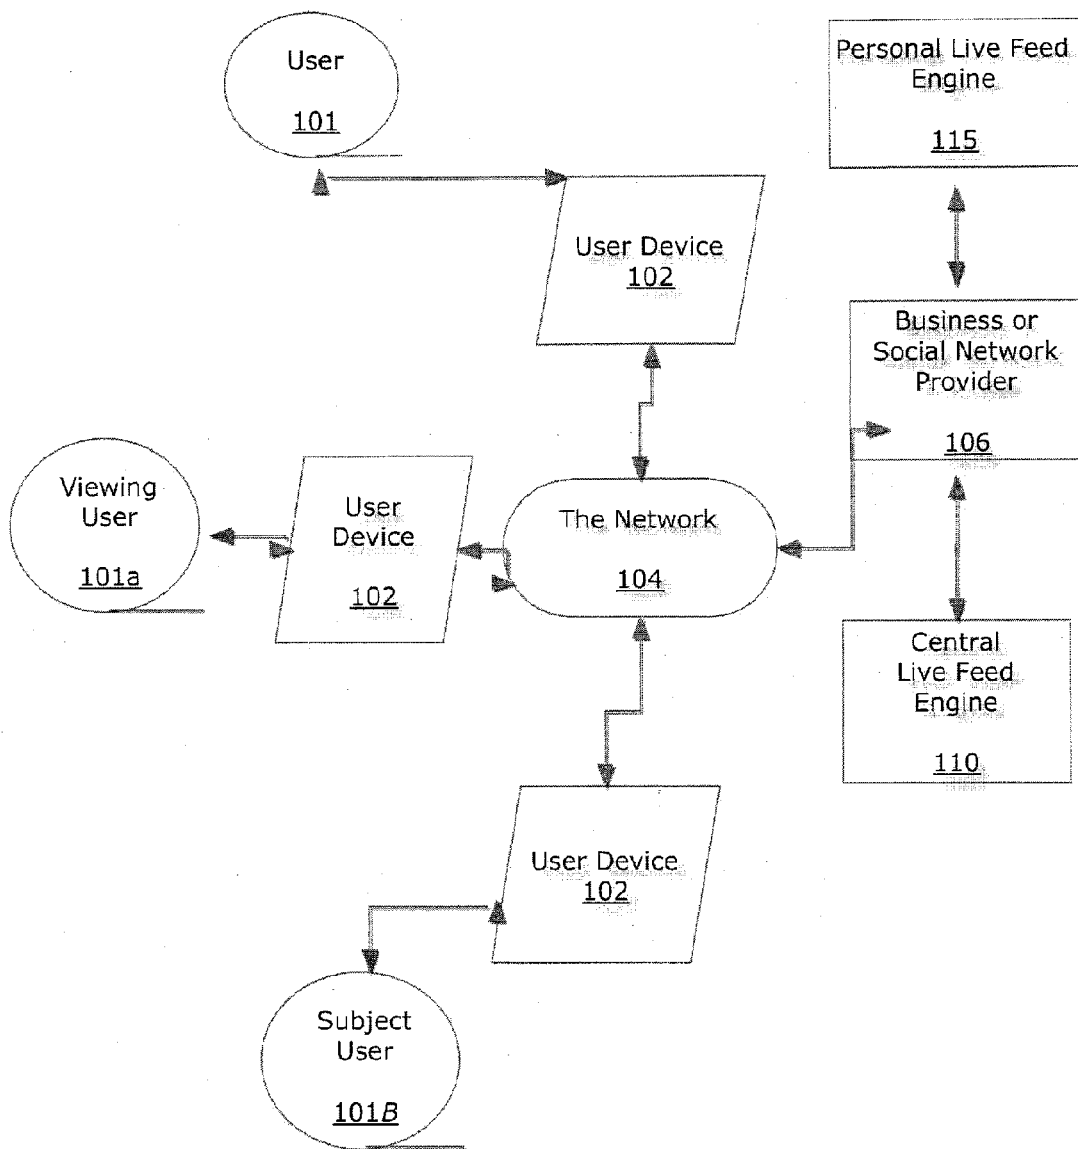 User
101
Personal Live Feed
Engine
115
User Device
102
Business or
Social Network
Provider
106
Viewing
User
101a
User
Device
102
The Network
104
Central
Live Feed
Engine
110
User Device
102
Subject
User
101B